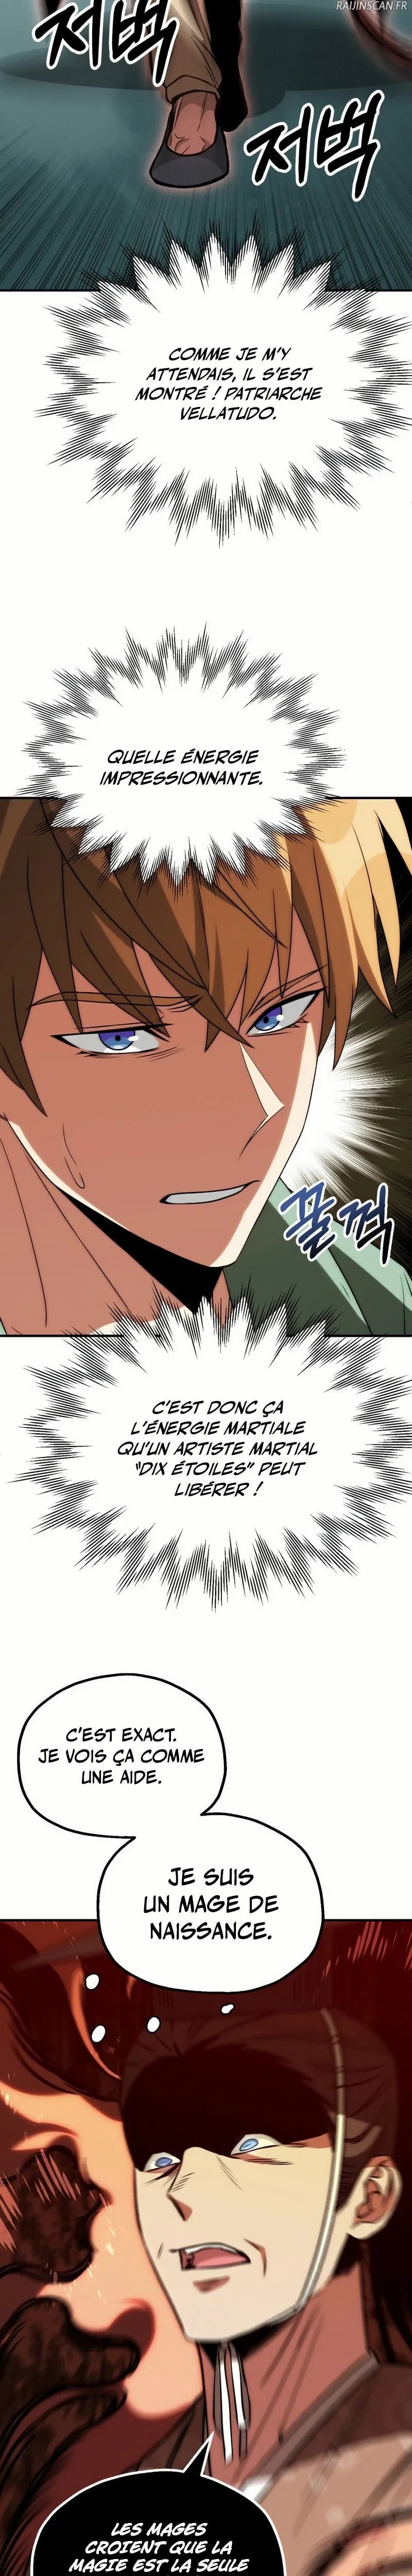 RAIJINSCAN.FR
저벅
저벅
COMME JE M'Y
ATTENDAIS, IL S'EST
MONTRÉ ! PATRIARCHE
VELLATUDO.
QUELLE ÉNERGIE
IMPRESSIONNANTE.
꿀꺽
C'EST DONC ÇA
L'ÉNERGIE MARTIALE
QU'UN ARTISTE MARTIAL
"DIX ÉTOILES" PEUT
LIBÉRER !
C'EST EXACT.
JE VOIS ÇA COMME
UNE AIDE.
JE SUIS
UN MAGE DE
NAISSANCE.
LES MAGES
CROIENT QUE LA
MAGIE EST LA SEULE